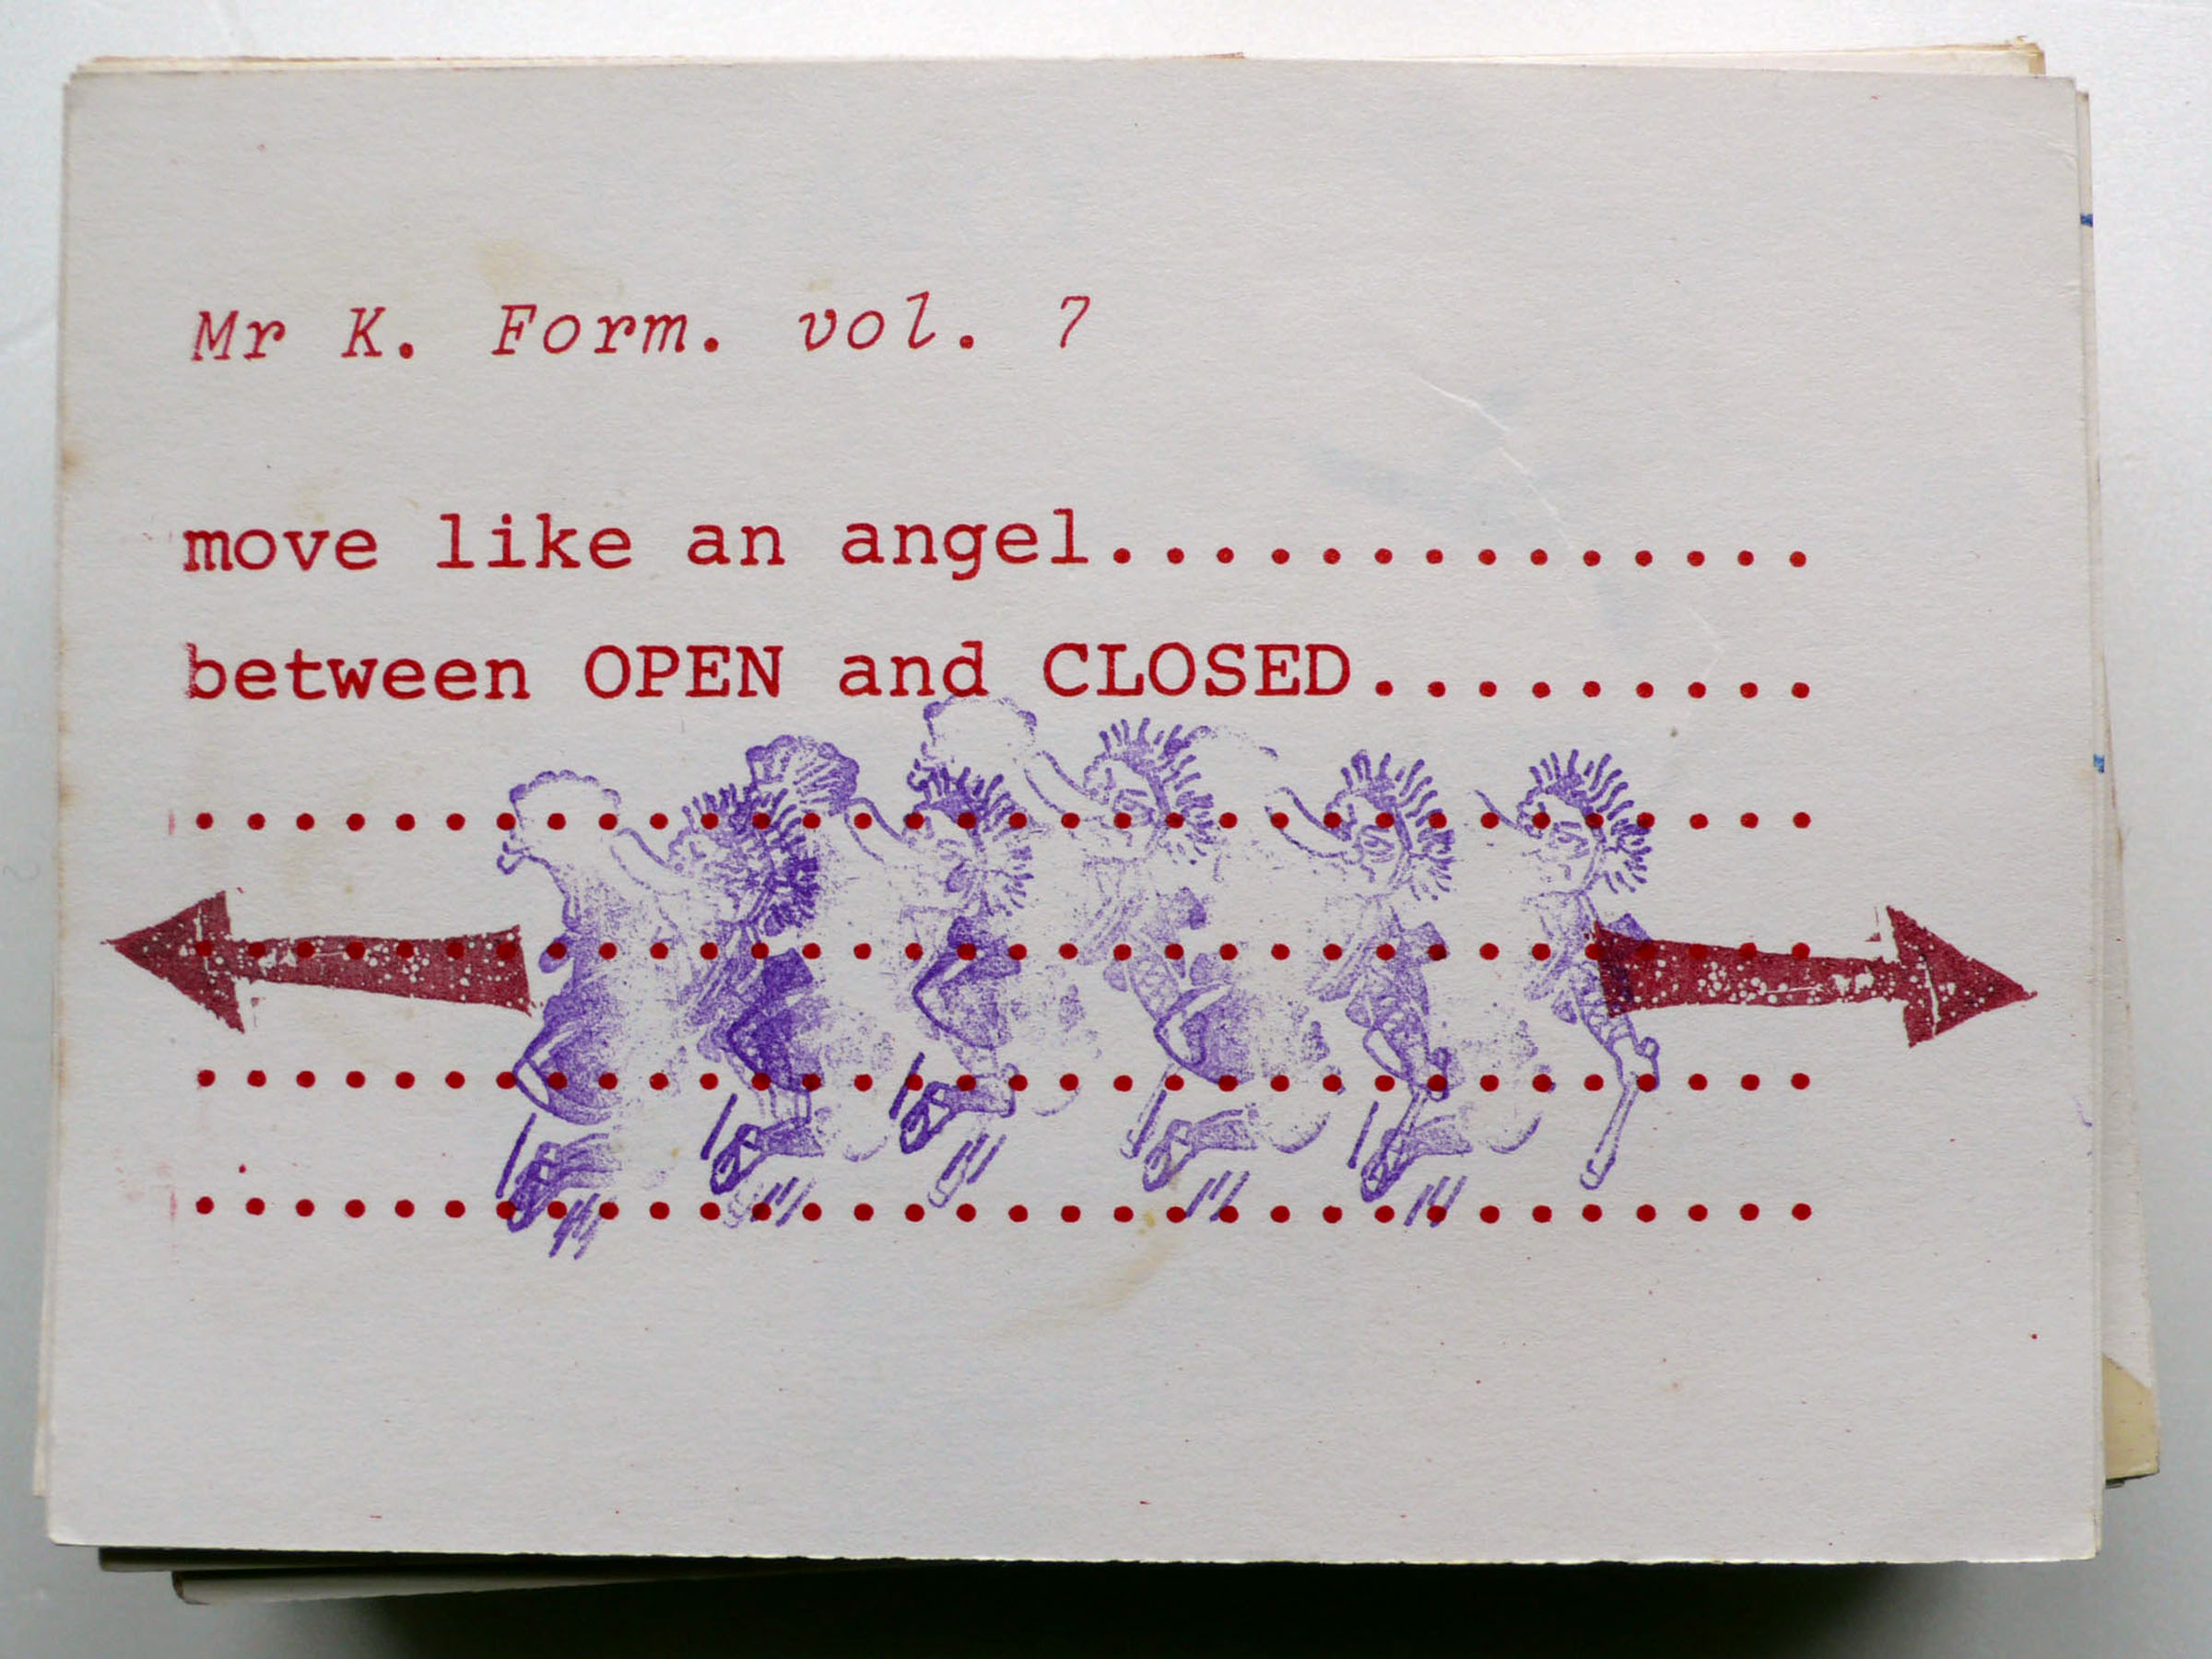 Mr K. Form. vol. 7
move like an angel..............
between OPEN and CLOSED.........
................................
................................
................................
................................